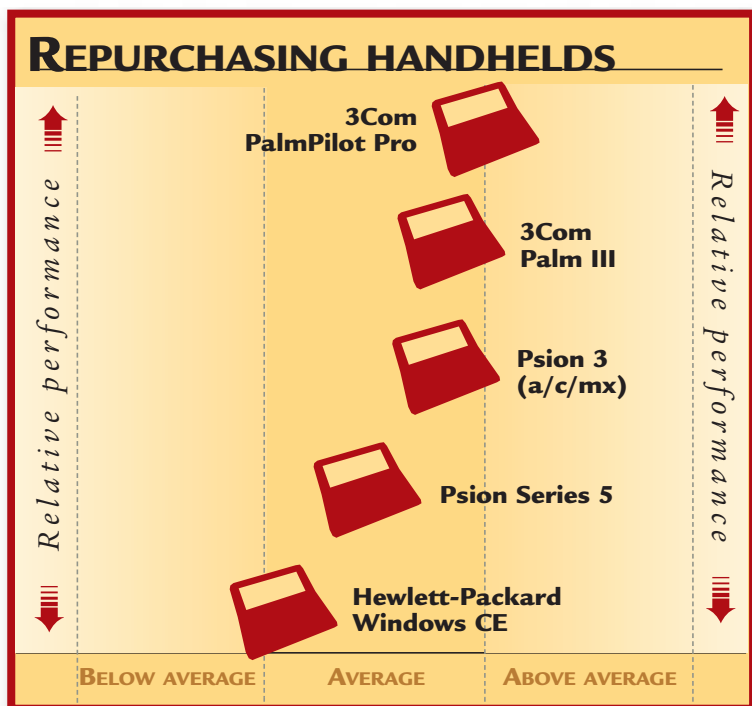 REPURCHASING HANDHELDS
3Com
PalmPilot Pro
3Com
Palm III
Psion 3
(a/c/mx)
Psion Series 5
Hewlett-Packard
Windows CE
Relative performance
Relative performance
BELOW AVERAGE
AVERAGE
ABOVE AVERAGE